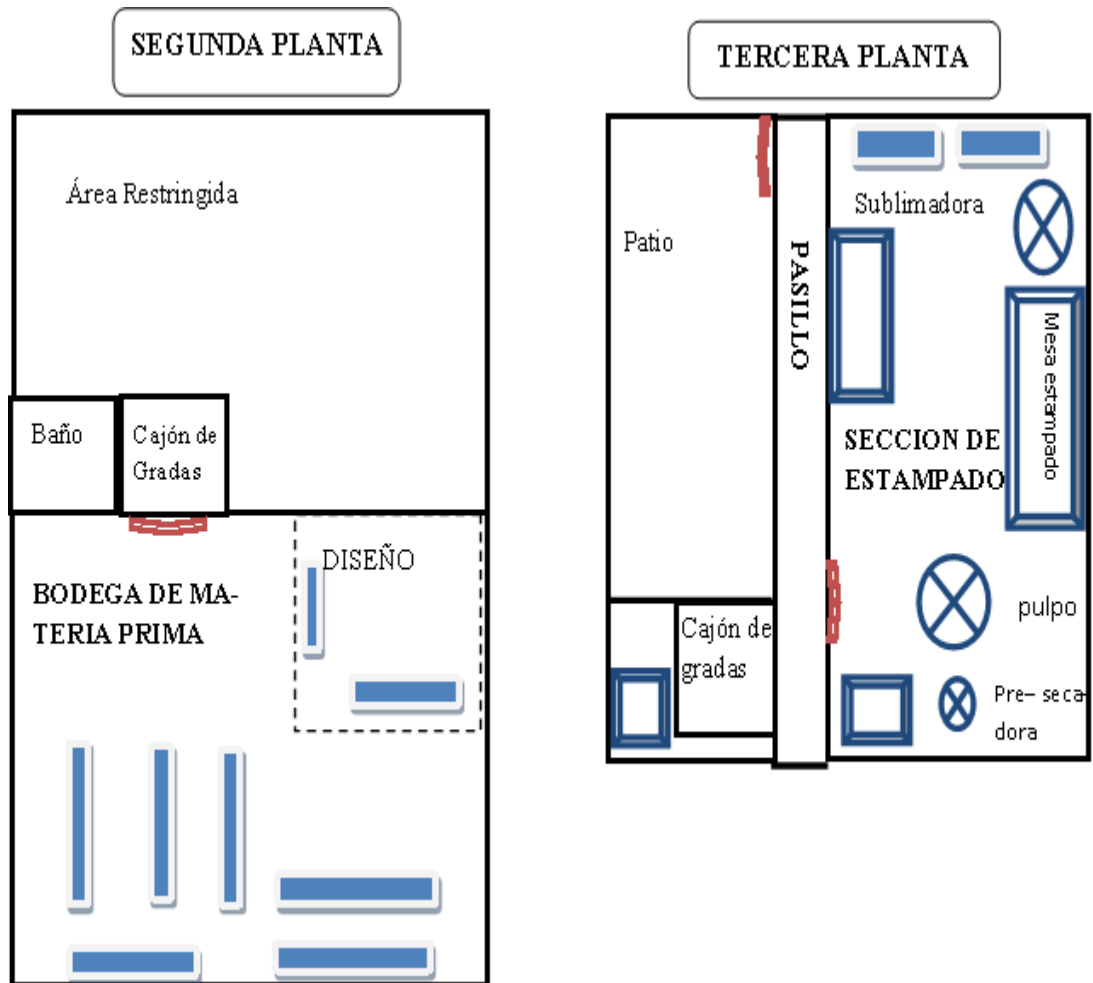 SEGUNDA PLANTA
Área Restringida
Baño
Cajón de
Gradas
DISEÑO
BODEGA DE MA-
TERIA PRIMA
TERCERA PLANTA
Patio
PASILLO
Sublimadora
Mesa estampado
SECCION DE
ESTAMPADO
pulpo
Cajón de
gradas
Pre– seca-
dora